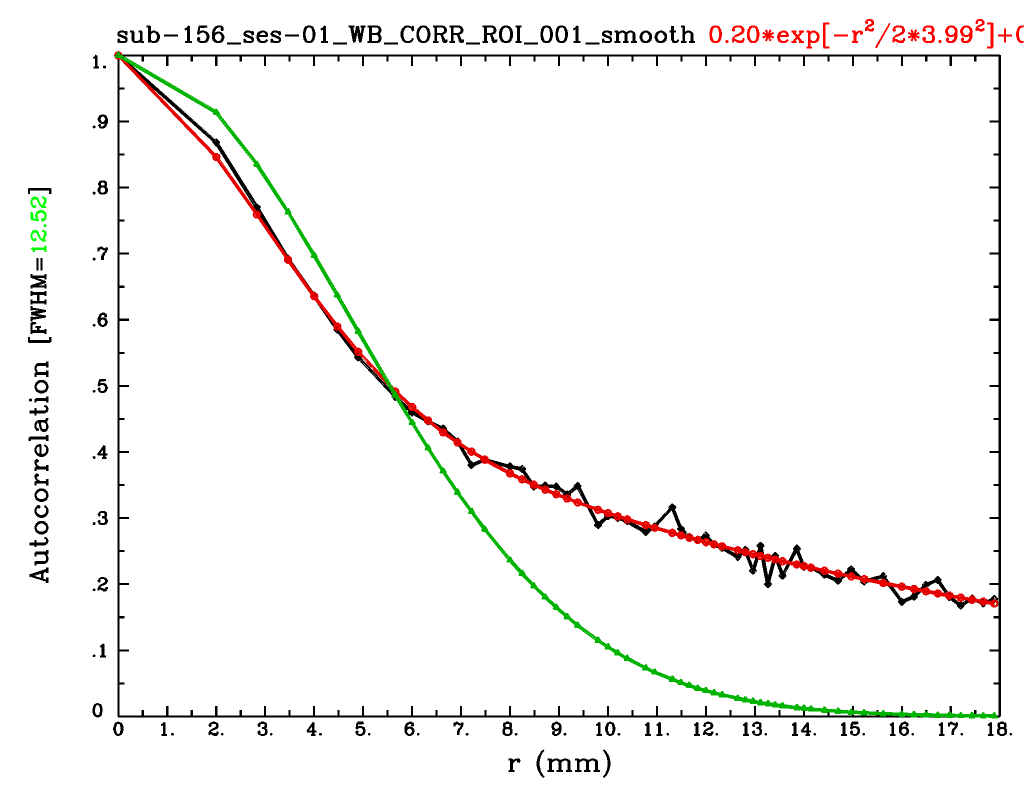 sub-156_ses-01_WB_CORR_ROI_001_smooth 0.20*exp[-r²/2*3.99²]+0
Autocorrelation [FWHM=12.52]
1.
.9
.8
.7
.6
.5
.4
.3
.2
.1
0
0 1. 2. 3. 4. 5. 6. 7. 8. 9. 10. 11. 12. 13. 14. 15. 16. 17. 18.
r (mm)